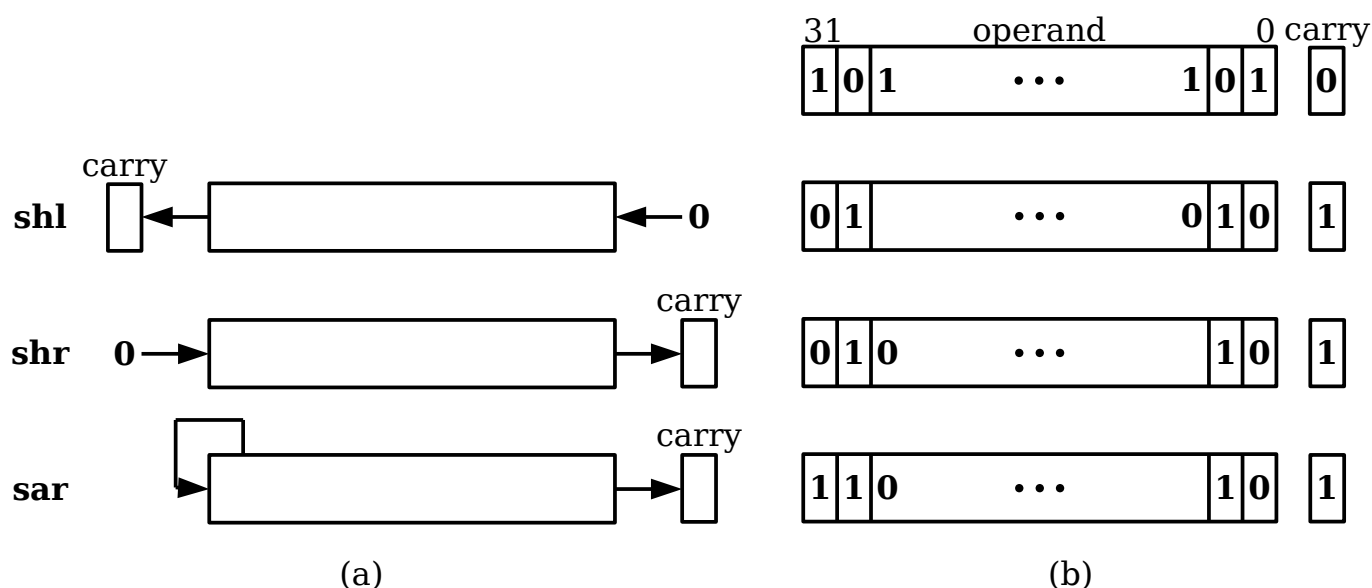 31 operand 0 carry
1 0 1 ... 1 0 1 0
carry
shl 0 0 1 ... 0 1 0 1
carry
shr 0 0 1 0 ... 1 0 1
carry
sar 1 1 0 ... 1 0 1
(a) (b)